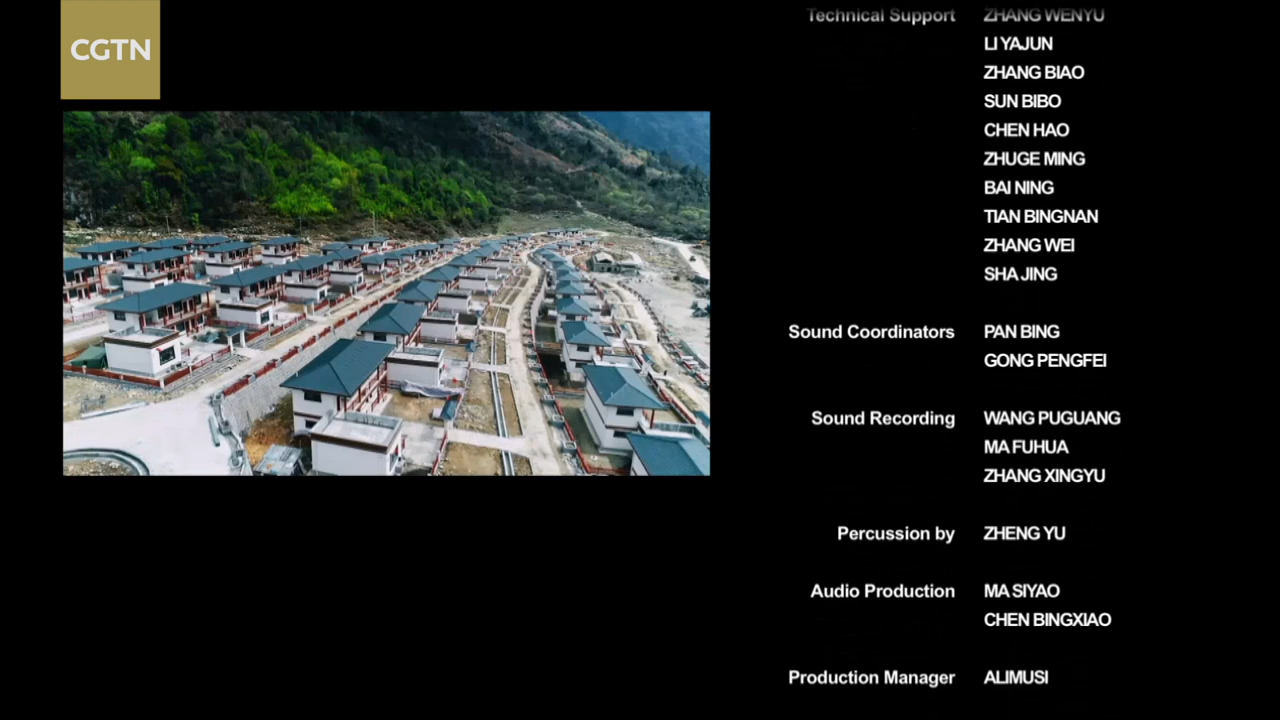 CGTN
Technical Support ZHANG WENYU
LI YAJUN
ZHANG BIAO
SUN BIBO
CHEN HAO
ZHUGE MING
BAI NING
TIAN BINGNAN
ZHANG WEI
SHA JING
Sound Coordinators PAN BING
GONG PENGFEI
Sound Recording WANG PUGUANG
MA FUHUA
ZHANG XINGYU
Percussion by ZHENG YU
Audio Production MA SIYAO
CHEN BINGXIAO
Production Manager ALIMUSI